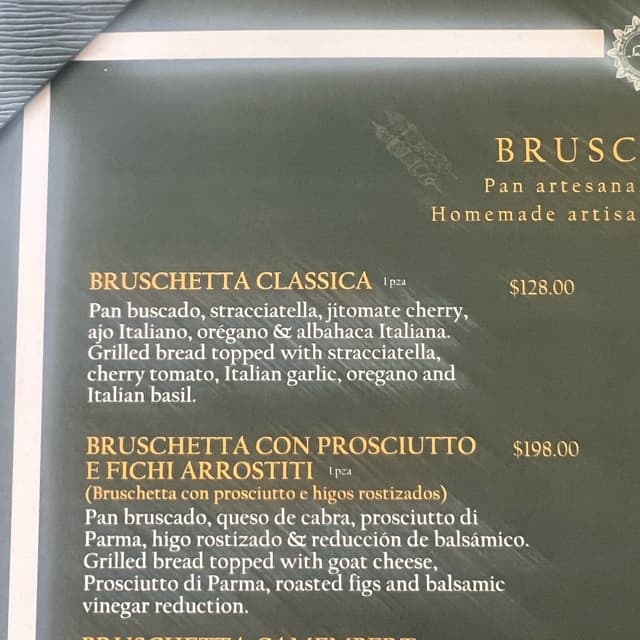 BRUSC
Pan artesana
Homemade artisa
BRUSCHETTA CLASSICA 1 pza $128.00
Pan buscado, stracciatella, jitomate cherry,
ajo Italiano, orégano & albahaca Italiana.
Grilled bread topped with stracciatella,
cherry tomato, Italian garlic, oregano and
Italian basil.
BRUSCHETTA CON PROSCIUTTO $198.00
E FICHI ARROSTITI 1 pza
(Bruschetta con prosciutto e higos rostizados)
Pan bruscado, queso de cabra, prosciutto di
Parma, higo rostizado & reducción de balsámico.
Grilled bread topped with goat cheese,
Prosciutto di Parma, roasted figs and balsamic
vinegar reduction.
BRUSCHETTA CAMEMBERT